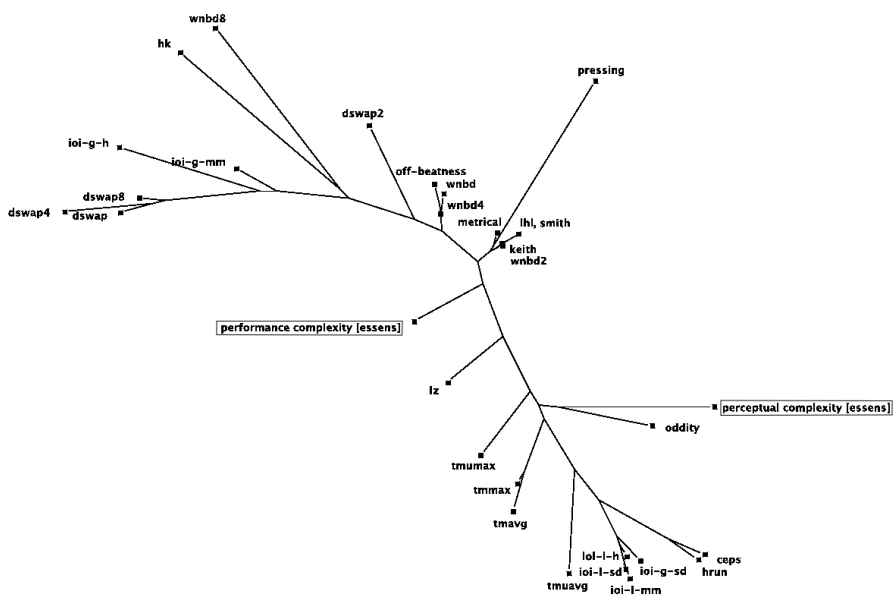 wnbd8
hk
pressing
dswap2
ioi-g-h
ioi-g-mm
off-beatness
wnbd
dswap8
wnbd4
dswap4
dswap
metrical
lhl, smith
keith
wnbd2
performance complexity [essens]
lz
perceptual complexity [essens]
oddity
tmumax
tmmax
tmavg
ioi-l-h
ceps
ioi-l-sd
ioi-g-sd
hrun
tmuavg
ioi-l-mm